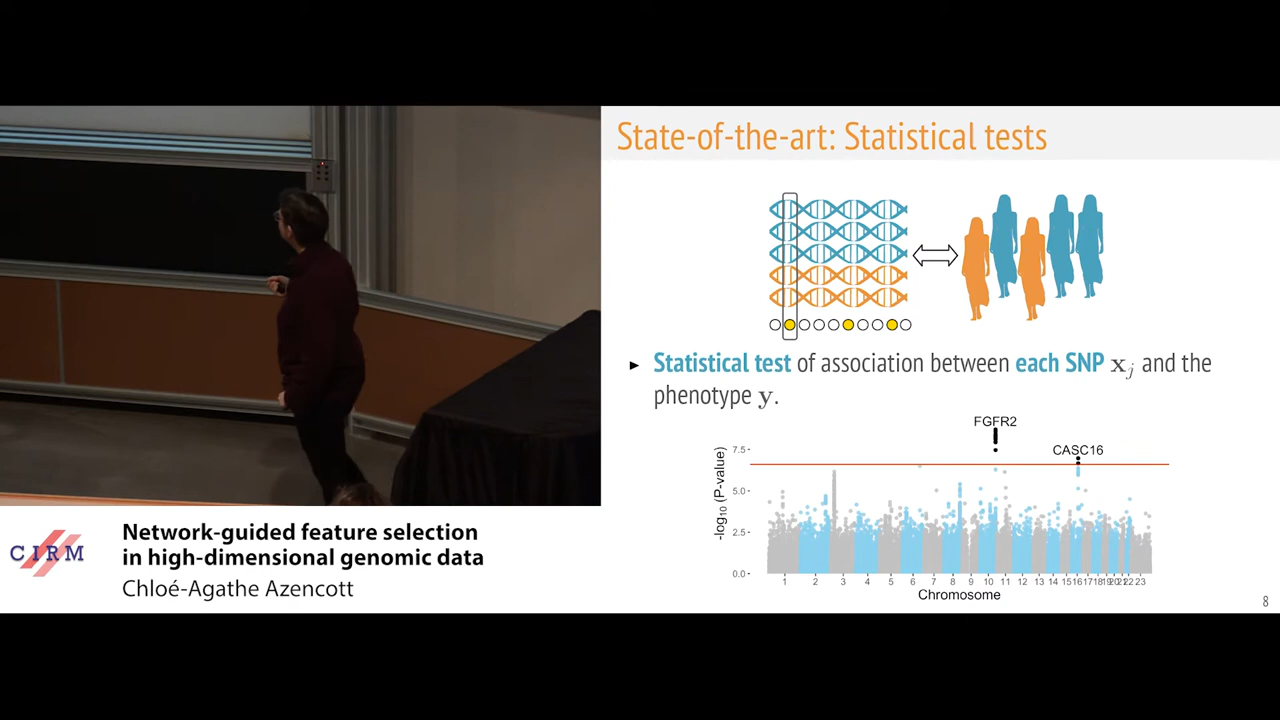 State-of-the-art: Statistical tests
► Statistical test of association between each SNP xⱼ and the
phenotype y.
FGFR2
CASC16
7.5
5.0
2.5
0.0
-log₁₀ (P-value)
1 2 3 4 5 6 7 8 9 10 11 12 13 14 15 16 17 18 19 20 21 22 23
Chromosome
8
CIRM
Network-guided feature selection
in high-dimensional genomic data
Chloé-Agathe Azencott